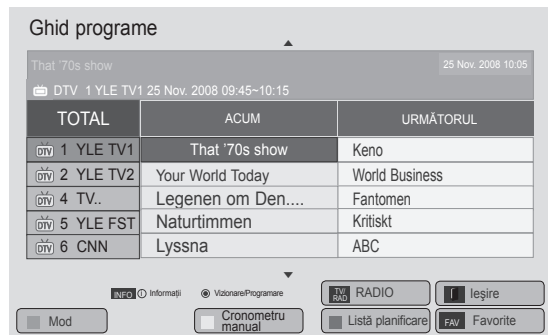 Ghid programe
That '70s show 25 Nov. 2008 10:05
DTV 1 YLE TV1 25 Nov. 2008 09:45~10:15
TOTAL ACUM URMĂTORUL
DTV 1 YLE TV1 That '70s show Keno
DTV 2 YLE TV2 Your World Today World Business
DTV 4 TV.. Legenen om Den.... Fantomen
DTV 5 YLE FST Naturtimmen Kritiskt
DTV 6 CNN Lyssna ABC
INFO i Informaţii Vizionare/Programare TV/RAD RADIO Ieşire
Mod Cronometru manual Listă planificare FAV Favorite